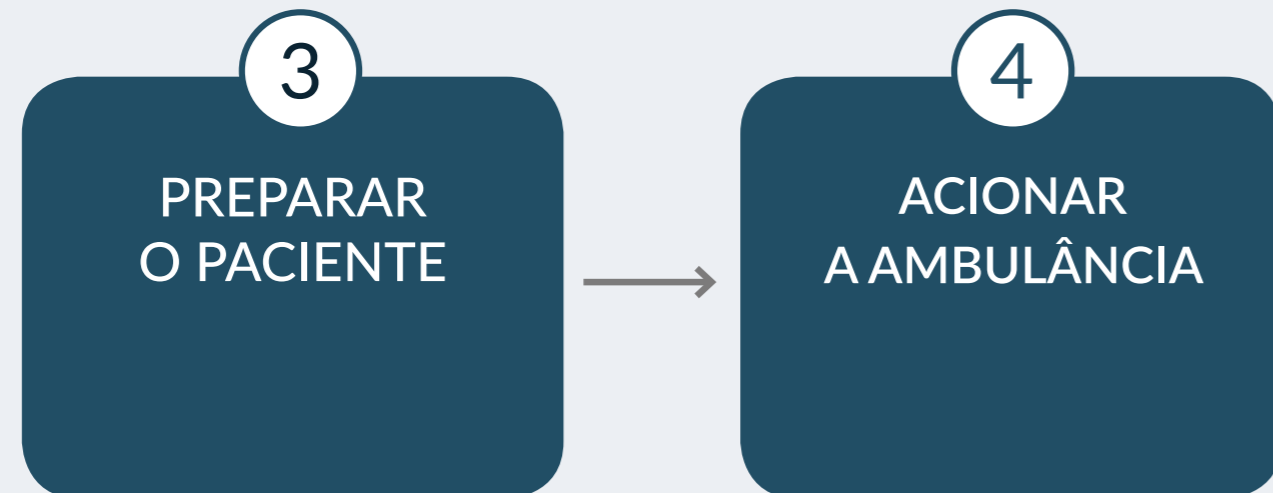 3
PREPARAR
O PACIENTE
4
ACIONAR
A AMBULÂNCIA